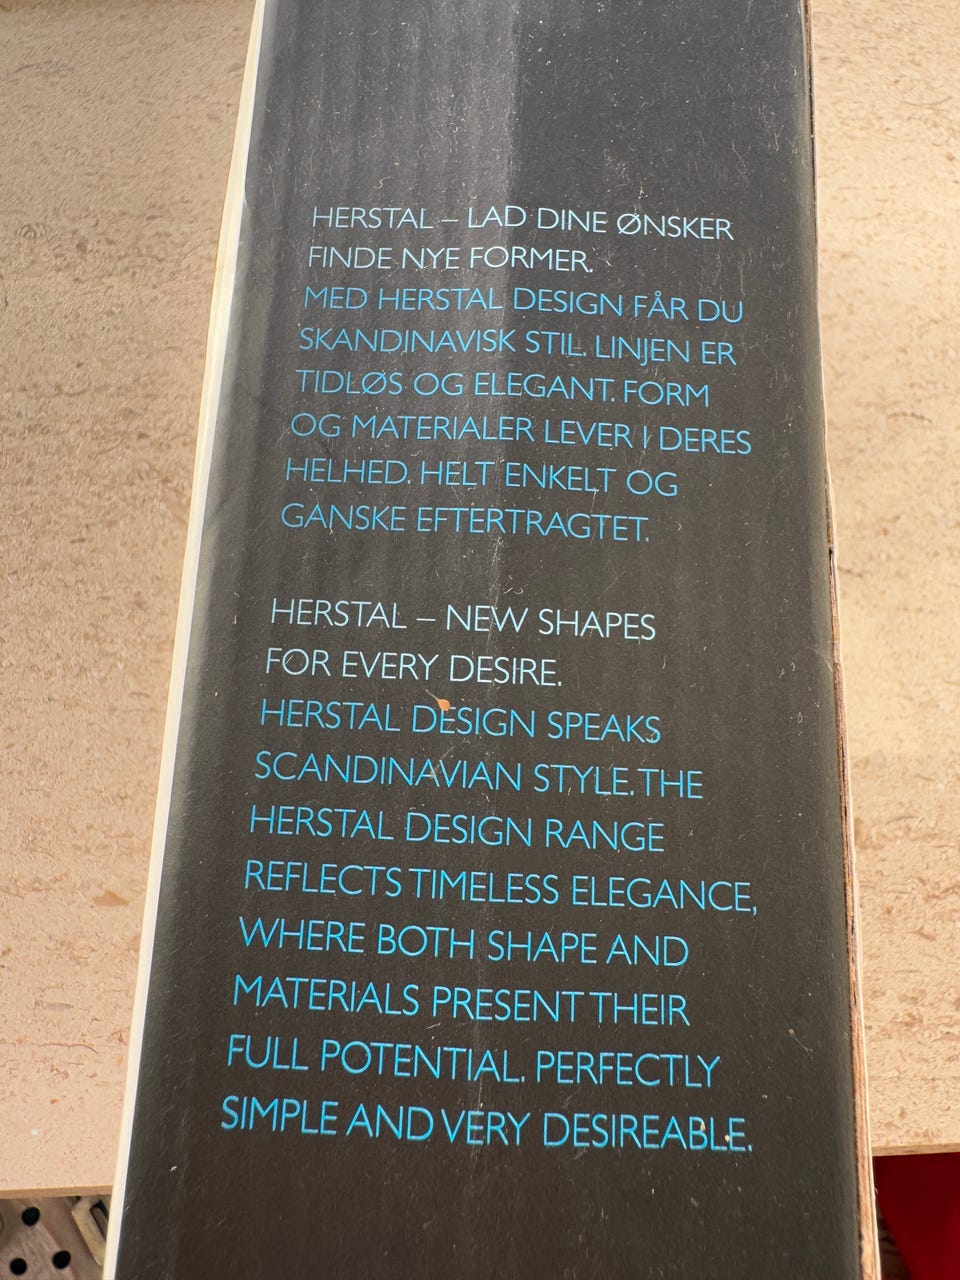 HERSTAL – LAD DINE ØNSKER
FINDE NYE FORMER.
MED HERSTAL DESIGN FÅR DU
SKANDINAVISK STIL. LINJEN ER
TIDLØS OG ELEGANT. FORM
OG MATERIALER LEVER I DERES
HELHED. HELT ENKELT OG
GANSKE EFTERTRAGTET.
HERSTAL – NEW SHAPES
FOR EVERY DESIRE.
HERSTAL DESIGN SPEAKS
SCANDINAVIAN STYLE. THE
HERSTAL DESIGN RANGE
REFLECTS TIMELESS ELEGANCE,
WHERE BOTH SHAPE AND
MATERIALS PRESENT THEIR
FULL POTENTIAL. PERFECTLY
SIMPLE AND VERY DESIREABLE.